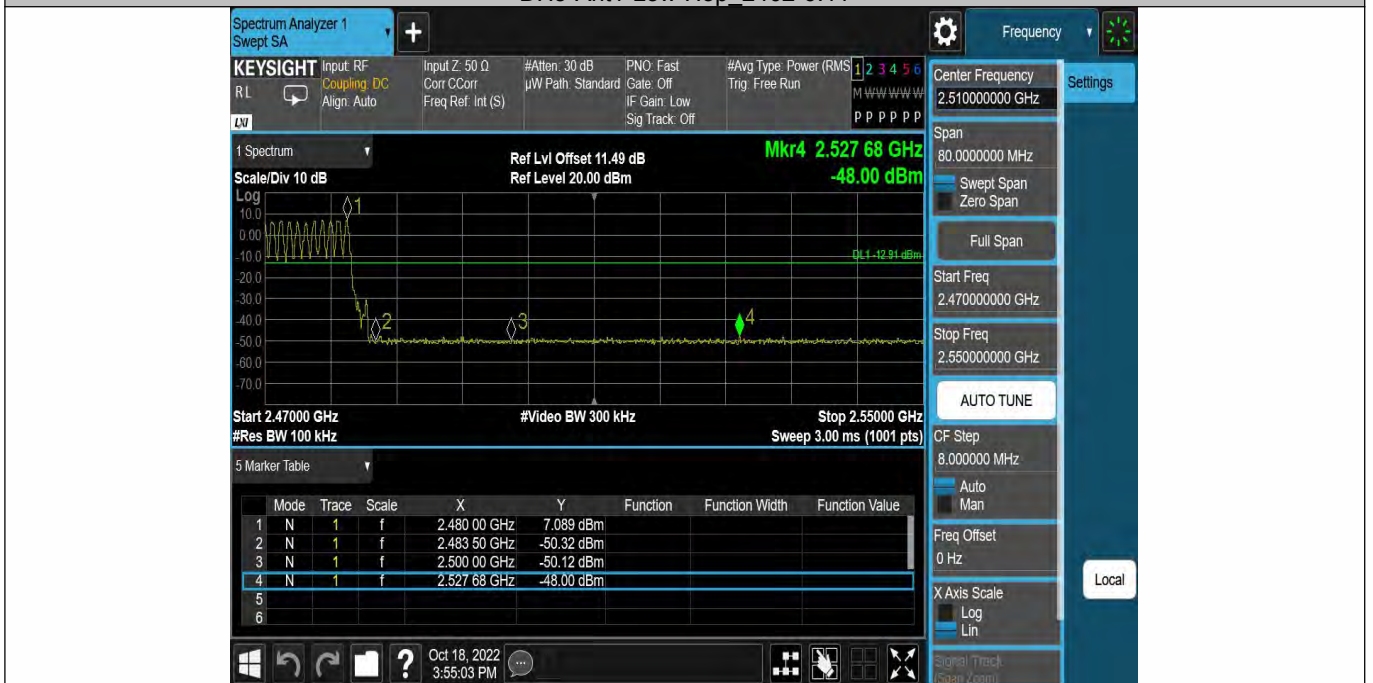 Spectrum Analyzer 1
Swept SA
+
Frequency
KEYSIGHT
RL
LXI
Input: RF
Coupling: DC
Align: Auto
Input Z: 50 Ω
Corr CCorr
Freq Ref: Int (S)
#Atten: 30 dB
µW Path: Standard
PNO: Fast
Gate: Off
IF Gain: Low
Sig Track: Off
#Avg Type: Power (RMS
Trig: Free Run
1 2 3 4 5 6
M W W W W W
P P P P P P
1 Spectrum
Scale/Div 10 dB
Ref Lvl Offset 11.49 dB
Ref Level 20.00 dBm
Mkr4 2.527 68 GHz
-48.00 dBm
Log
10.0
0.00
-10.0
-20.0
-30.0
-40.0
-50.0
-60.0
-70.0
1
2
3
4
DL1 -12.91 dBm
Start 2.47000 GHz
#Res BW 100 kHz
#Video BW 300 kHz
Stop 2.55000 GHz
Sweep 3.00 ms (1001 pts)
5 Marker Table
Mode Trace Scale X Y Function Function Width Function Value
1 N 1 f 2.480 00 GHz 7.089 dBm
2 N 1 f 2.483 50 GHz -50.32 dBm
3 N 1 f 2.500 00 GHz -50.12 dBm
4 N 1 f 2.527 68 GHz -48.00 dBm
5
6
?
Oct 18, 2022
3:55:03 PM
Center Frequency
2.510000000 GHz
Settings
Span
80.0000000 MHz
Swept Span
Zero Span
Full Span
Start Freq
2.470000000 GHz
Stop Freq
2.550000000 GHz
AUTO TUNE
CF Step
8.000000 MHz
Auto
Man
Freq Offset
0 Hz
X Axis Scale
Log
Lin
Local
Signal Track
(Span Zoom)